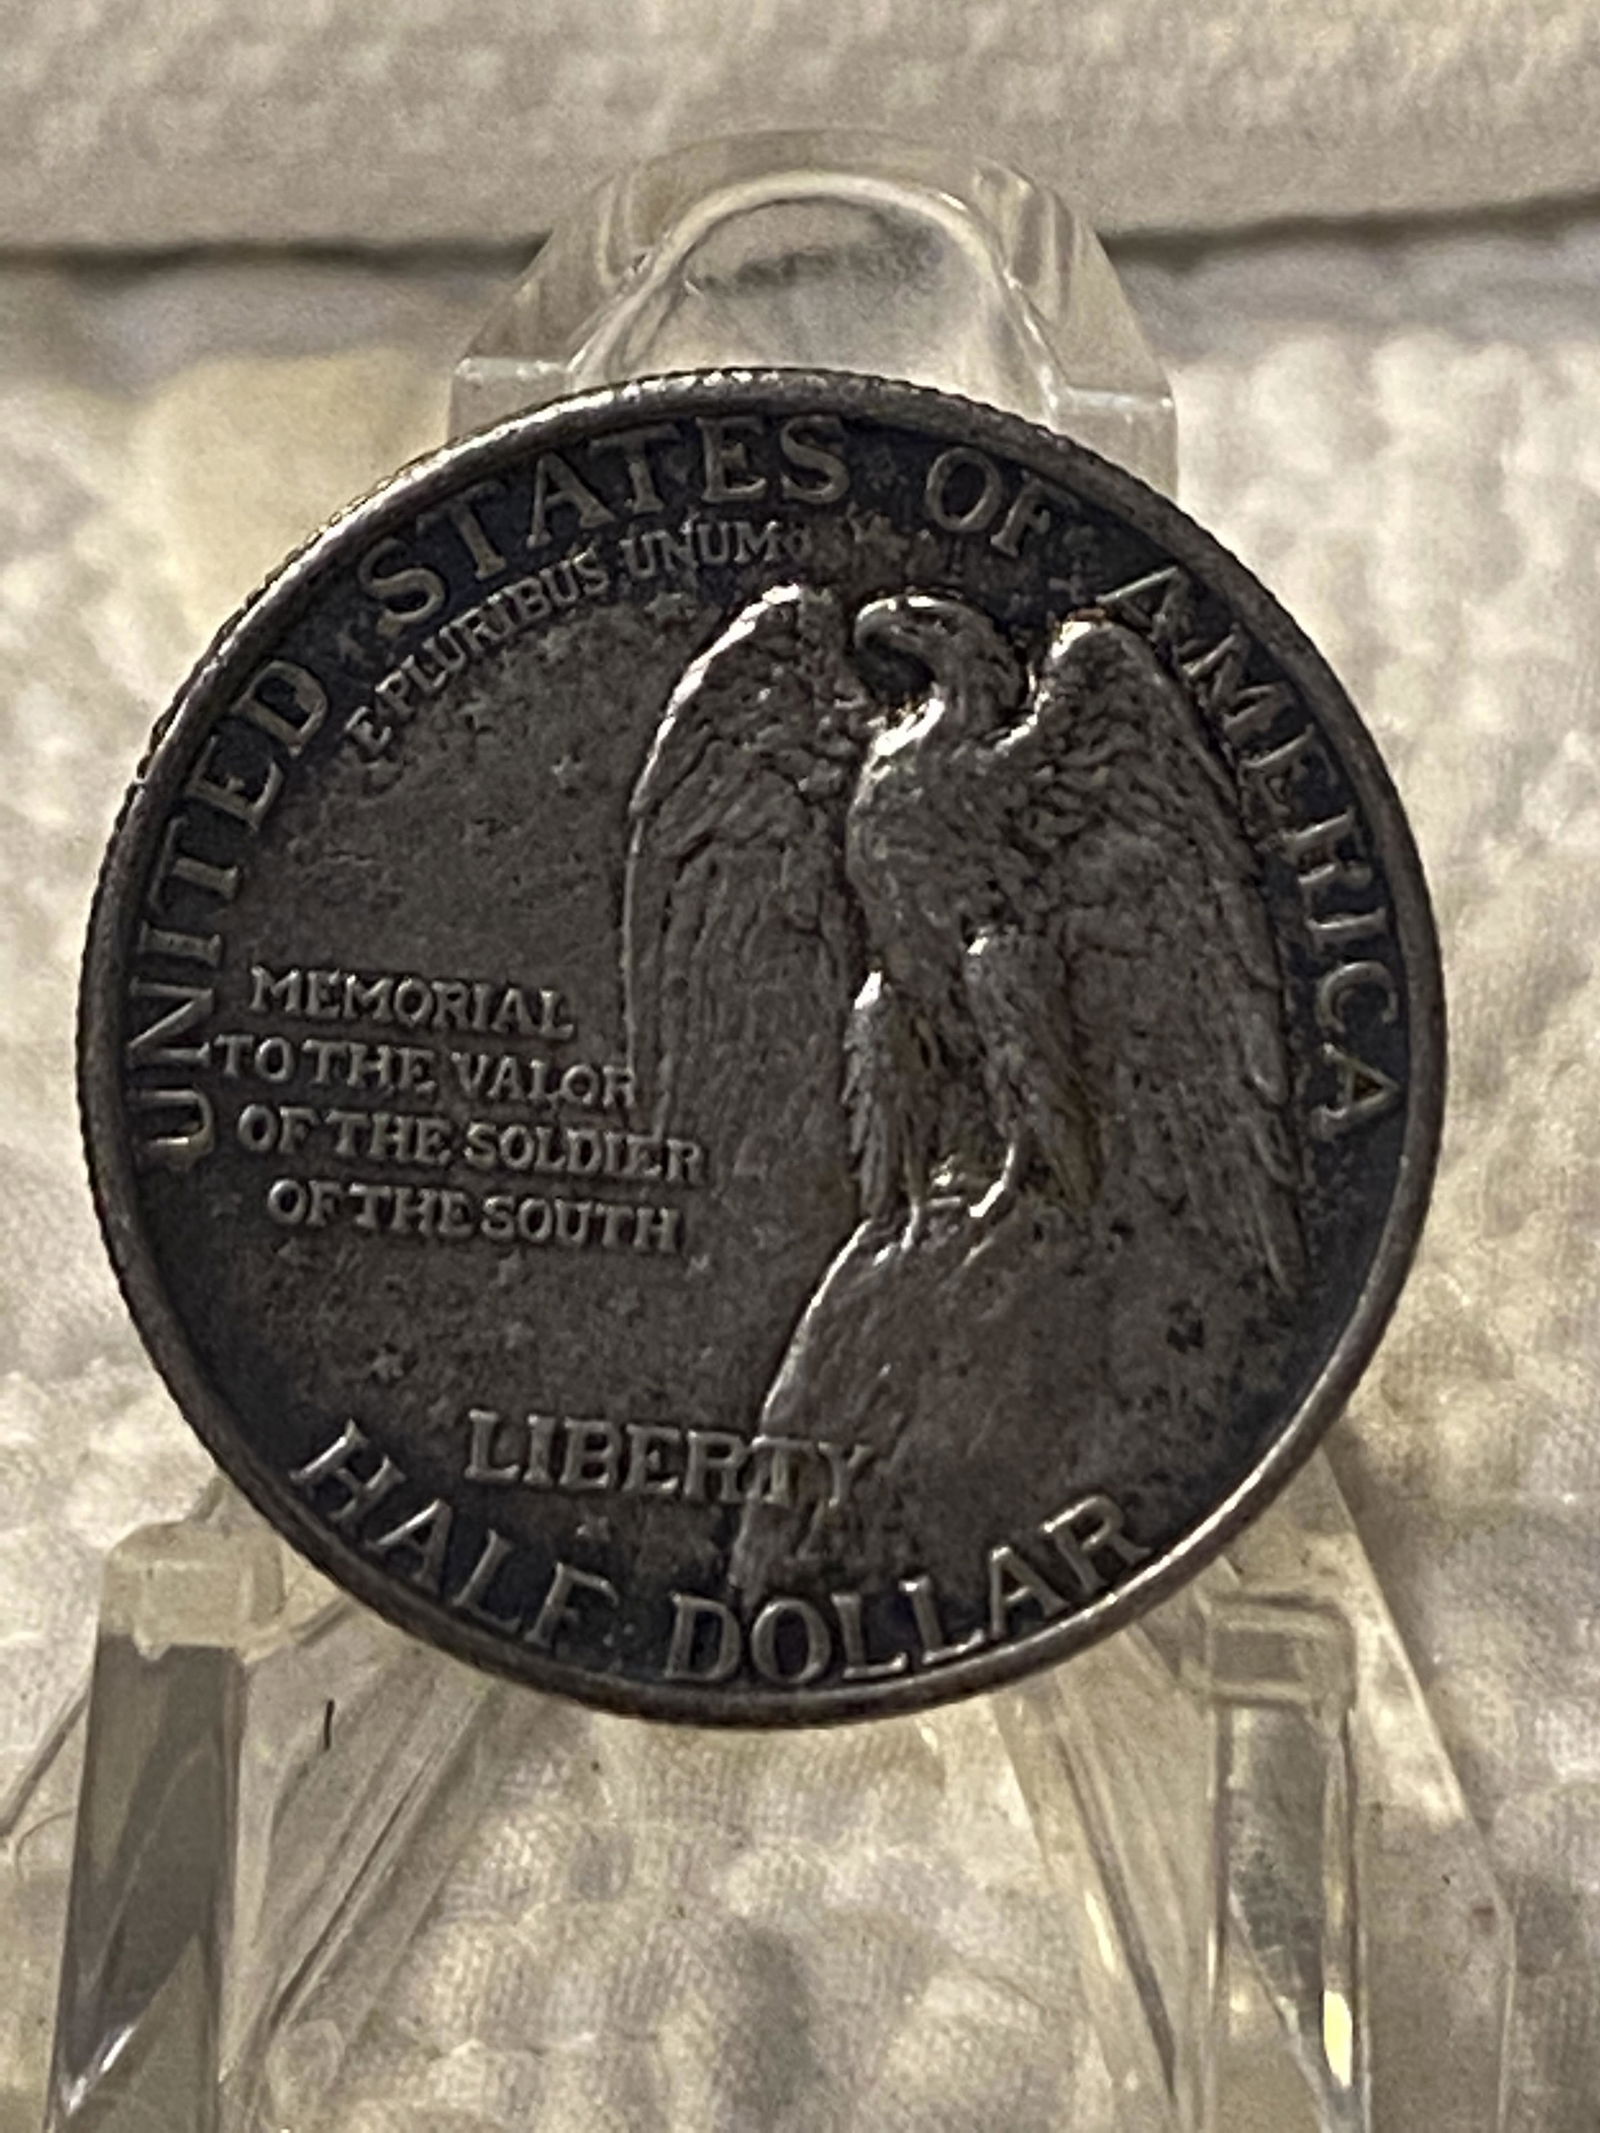 UNITED STATES OF AMERICA
E PLURIBUS UNUM
MEMORIAL
TO THE VALOR
OF THE SOLDIER
OF THE SOUTH
LIBERTY
HALF DOLLAR